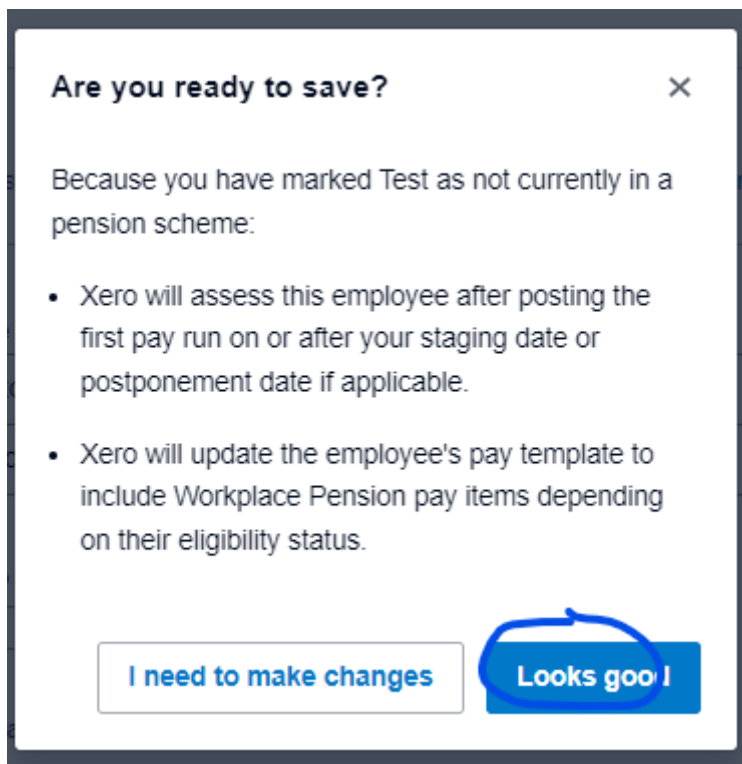 Are you ready to save?
Because you have marked Test as not currently in a
pension scheme:
Xero will assess this employee after posting the
first pay run on or after your staging date or
postponement date if applicable.
Xero will update the employee's pay template to
include Workplace Pension pay items depending
on their eligibility status.
I need to make changes
Looks good